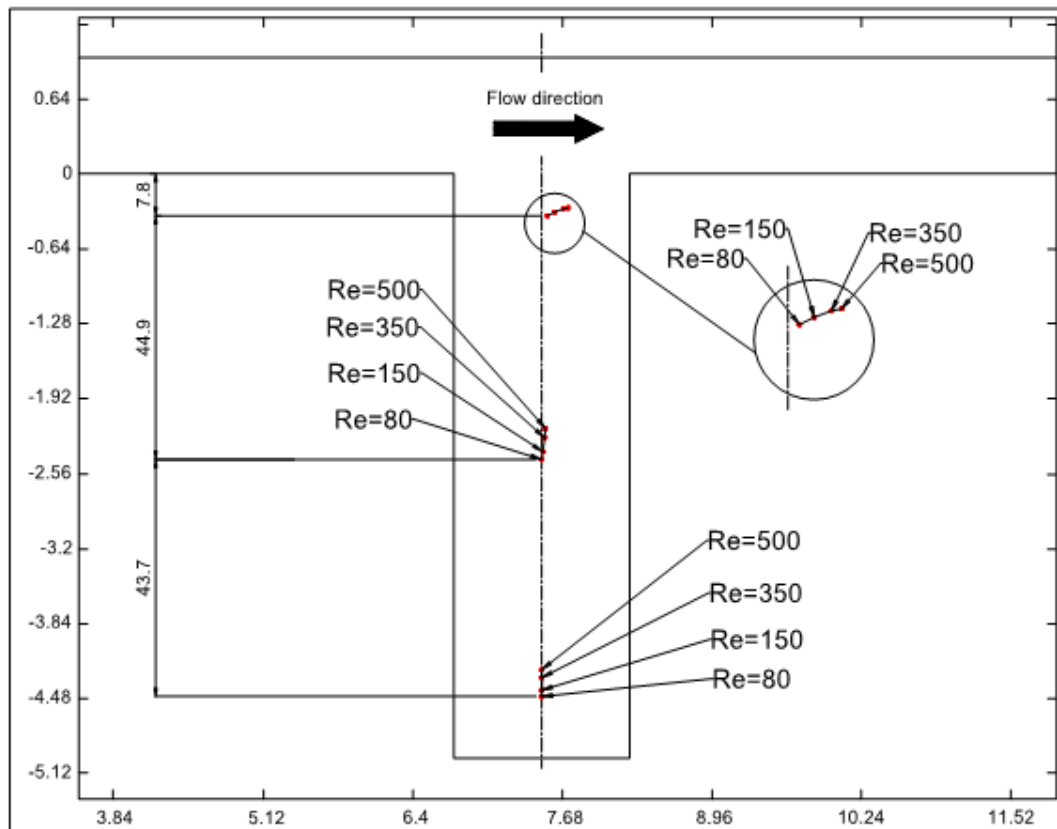 Flow direction
0.64
0
-0.64
-1.28
-1.92
-2.56
-3.2
-3.84
-4.48
-5.12
7.8
44.9
43.7
Re=500
Re=350
Re=150
Re=80
Re=150
Re=350
Re=80
Re=500
Re=500
Re=350
Re=150
Re=80
3.84
5.12
6.4
7.68
8.96
10.24
11.52